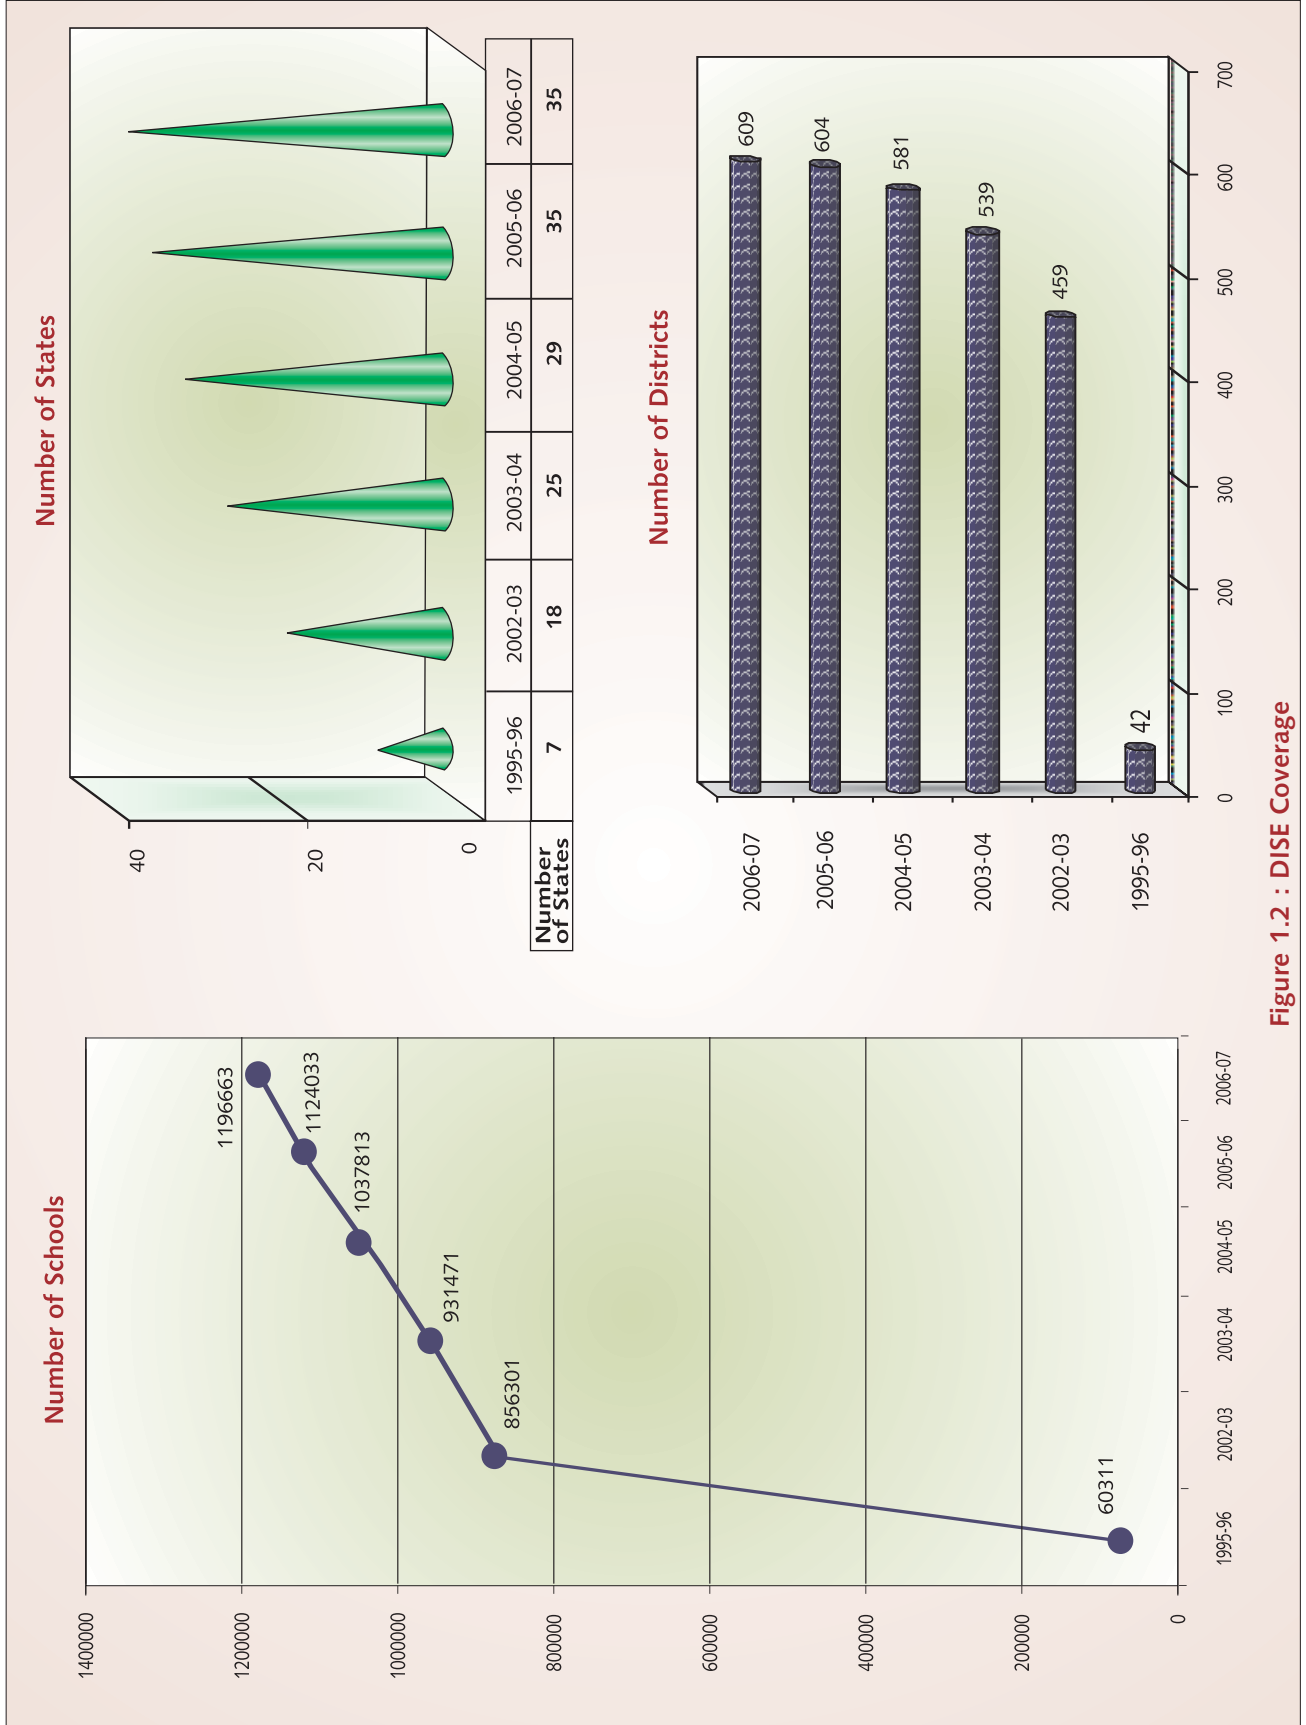 Number of Schools
1400000
1200000
1000000
800000
600000
400000
200000
0
1196663
1124033
1037813
931471
856301
60311
1995-96 2002-03 2003-04 2004-05 2005-06 2006-07
Number of States
40
20
0
1995-96 2002-03 2003-04 2004-05 2005-06 2006-07
Number
of States
7 18 25 29 35 35
Number of Districts
2006-07 609
2005-06 604
2004-05 581
2003-04 539
2002-03 459
1995-96 42
0 100 200 300 400 500 600 700
Figure 1.2 : DISE Coverage